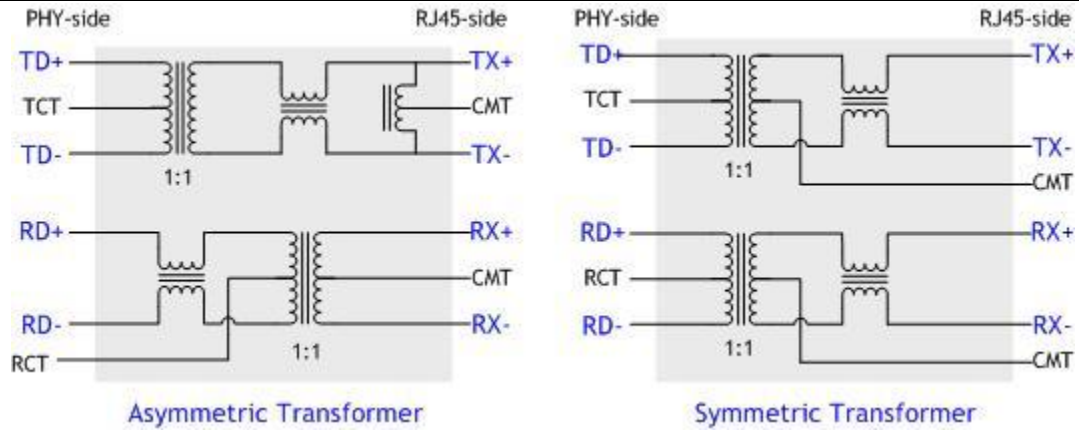 PHY-side RJ45-side
TD+ TX+
TCT CMT
TD- TX-
1:1
RD+ RX+
CMT
RD- RX-
1:1
RCT
Asymmetric Transformer
PHY-side RJ45-side
TD+ TX+
TCT
TD- TX-
1:1
CMT
RD+ RX+
RCT
RD- RX-
1:1
CMT
Symmetric Transformer